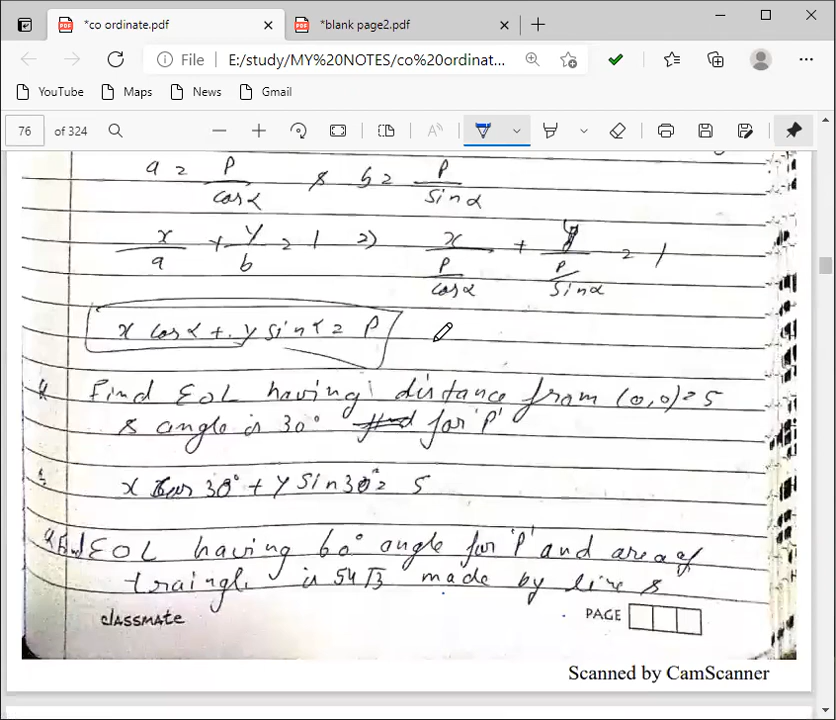 *co ordinate.pdf
*blank page2.pdf
File E:/study/MY%20NOTES/co%20ordinat...
YouTube Maps News Gmail
76 of 324
a = P/cosα & b = P/sinα
x/a + y/b = 1 ⇒ x/(P/cosα) + y/(P/sinα) = 1
x cosα + y sinα = P
Q Find EOL having distance from (0,0) = 5
& angle is 30° for 'P'
x cos 30° + y sin 30° = 5
Q Find EOL having 60° angle for 'P' and area of
traingle is 54√3 made by line &
classmate
PAGE
Scanned by CamScanner